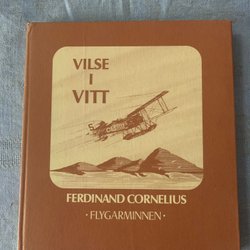 VILSE
I
VITT
FERDINAND CORNELIUS
· FLYGARMINNEN ·